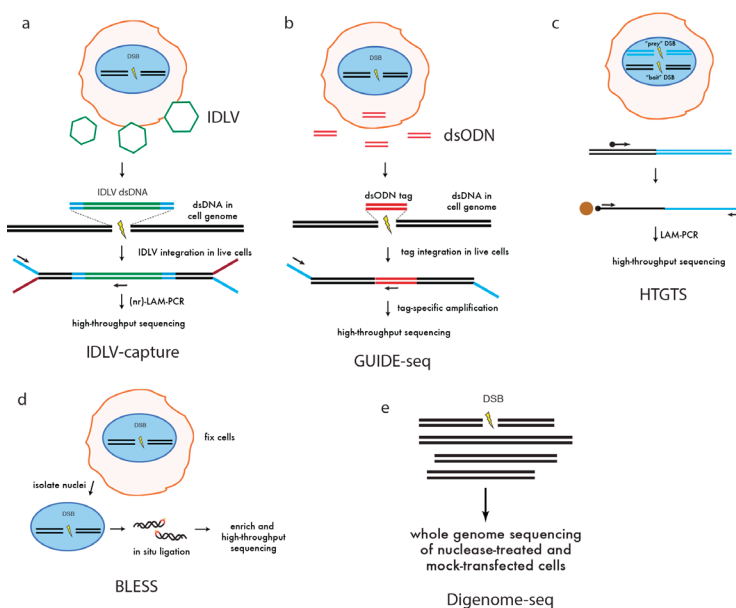 a
DSB
IDLV
IDLV dsDNA
dsDNA in
cell genome
IDLV integration in live cells
(nr)-LAM-PCR
high-throughput sequencing
IDLV-capture
b
DSB
dsODN
dsODN tag
dsDNA in
cell genome
tag integration in live cells
tag-specific amplification
high-throughput sequencing
GUIDE-seq
c
"prey" DSB
"bait" DSB
LAM-PCR
high-throughput sequencing
HTGTS
d
DSB
fix cells
isolate nuclei
DSB
in situ ligation
enrich and
high-throughput
sequencing
BLESS
e
DSB
whole genome sequencing
of nuclease-treated and
mock-transfected cells
Digenome-seq